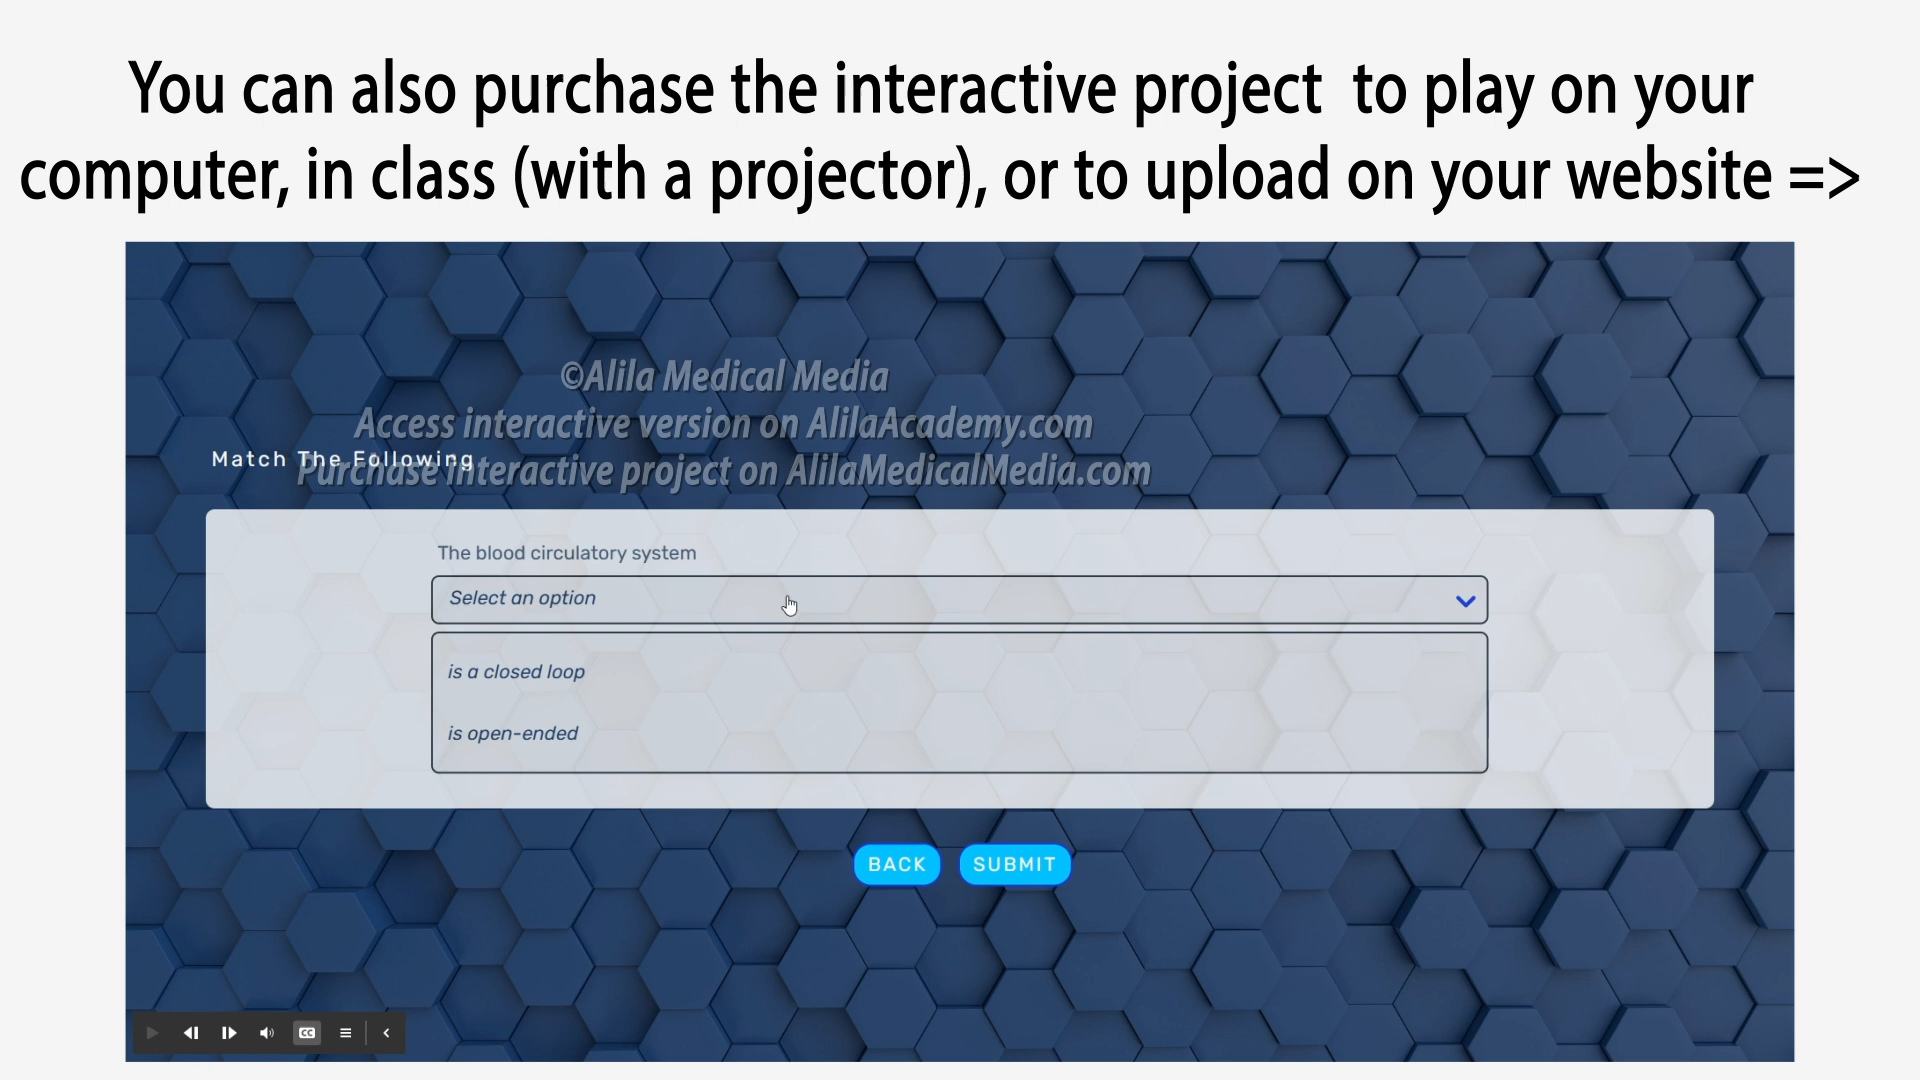 You can also purchase the interactive project  to play on your
computer, in class (with a projector), or to upload on your website =>
©Alila Medical Media
Access interactive version on AlilaAcademy.com
Match The Following
Purchase interactive project on AlilaMedicalMedia.com
The blood circulatory system
Select an option
is a closed loop
is open-ended
BACK SUBMIT
CC